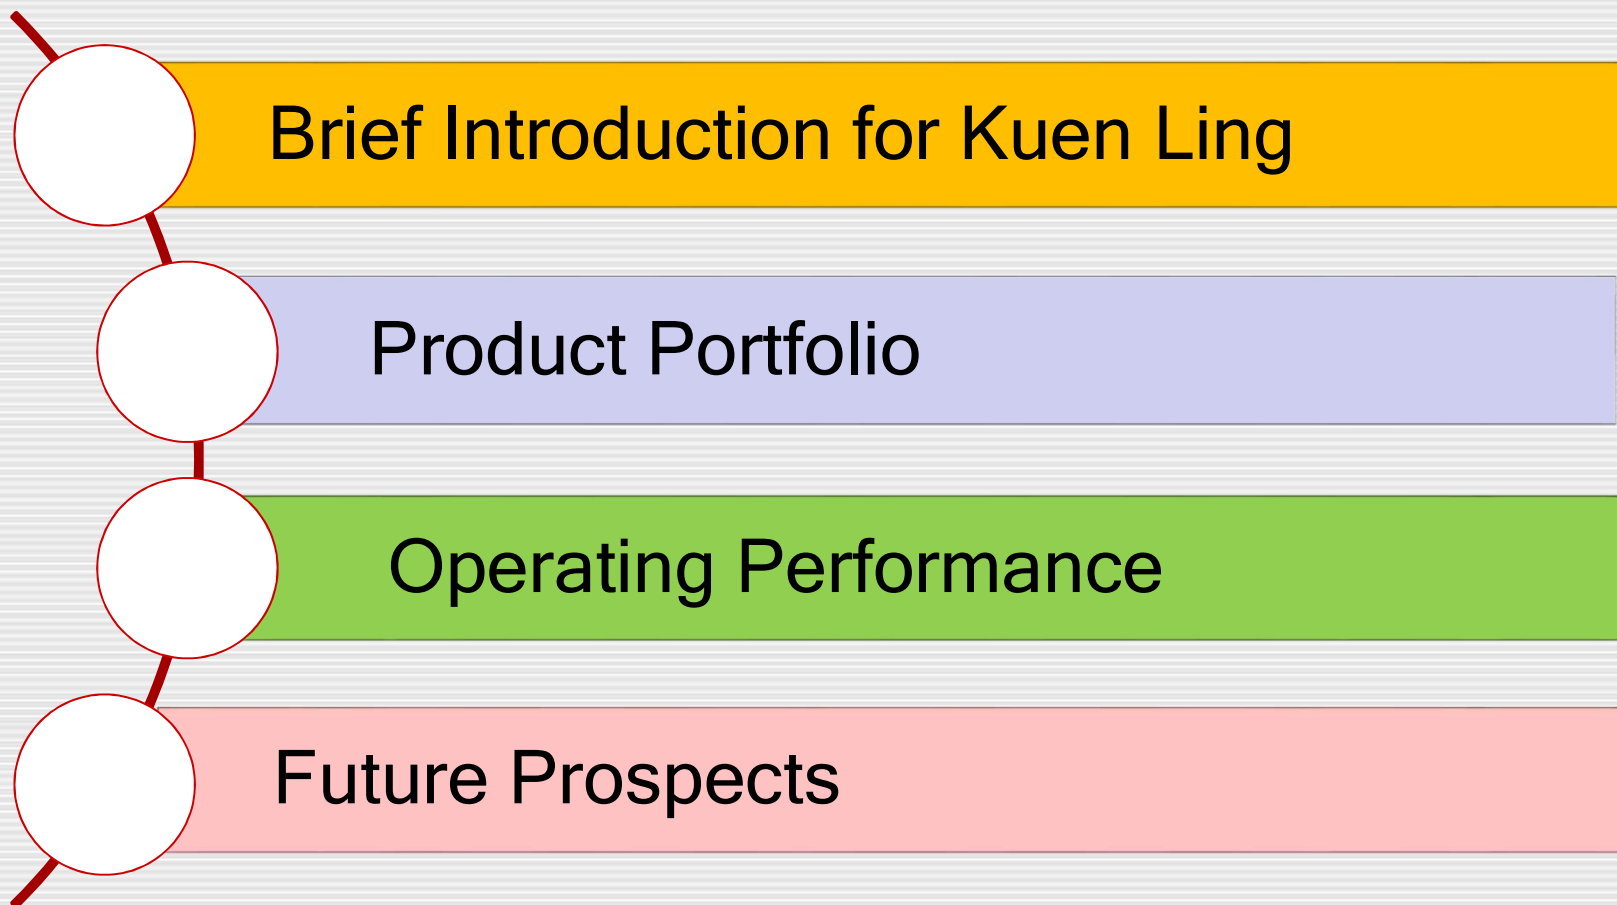 Brief Introduction for Kuen Ling
Product Portfolio
Operating Performance
Future Prospects